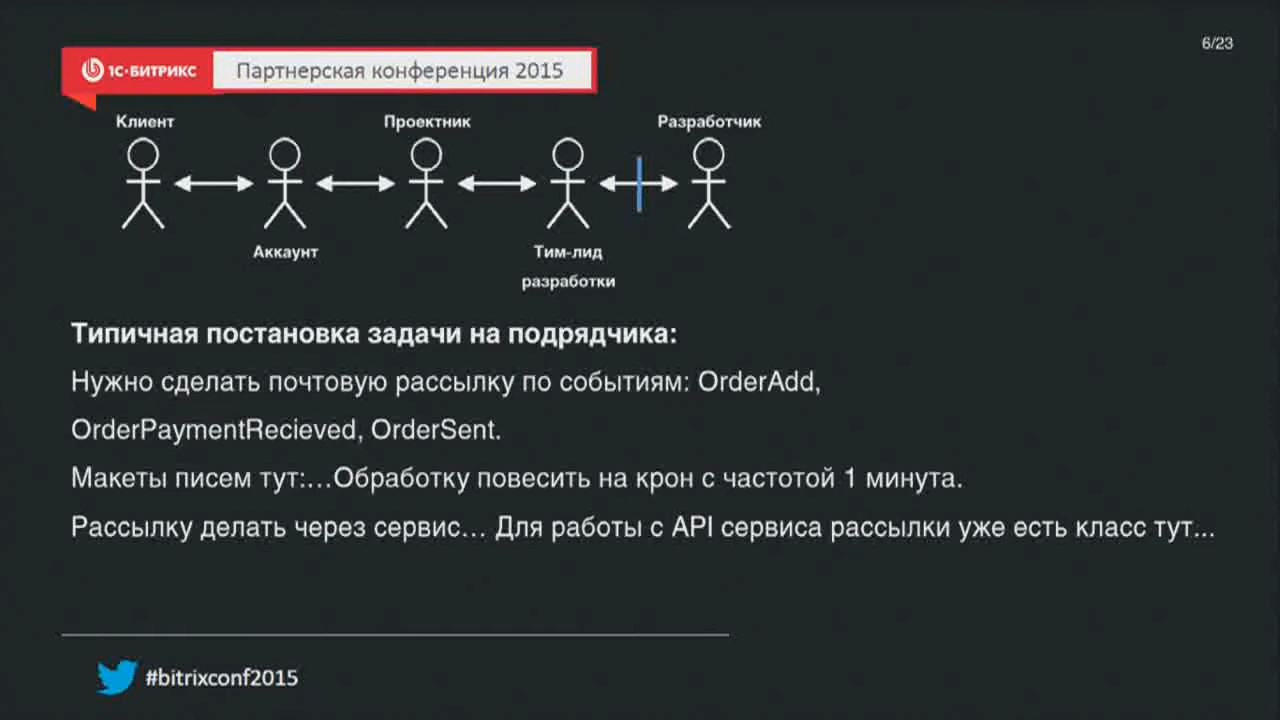 6/23
1С-БИТРИКС Партнерская конференция 2015
Клиент Проектник Разработчик
Аккаунт Тим-лид
разработки
Типичная постановка задачи на подрядчика:
Нужно сделать почтовую рассылку по событиям: OrderAdd,
OrderPaymentRecieved, OrderSent.
Макеты писем тут:…Обработку повесить на крон с частотой 1 минута.
Рассылку делать через сервис… Для работы с API сервиса рассылки уже есть класс тут...
#bitrixconf2015